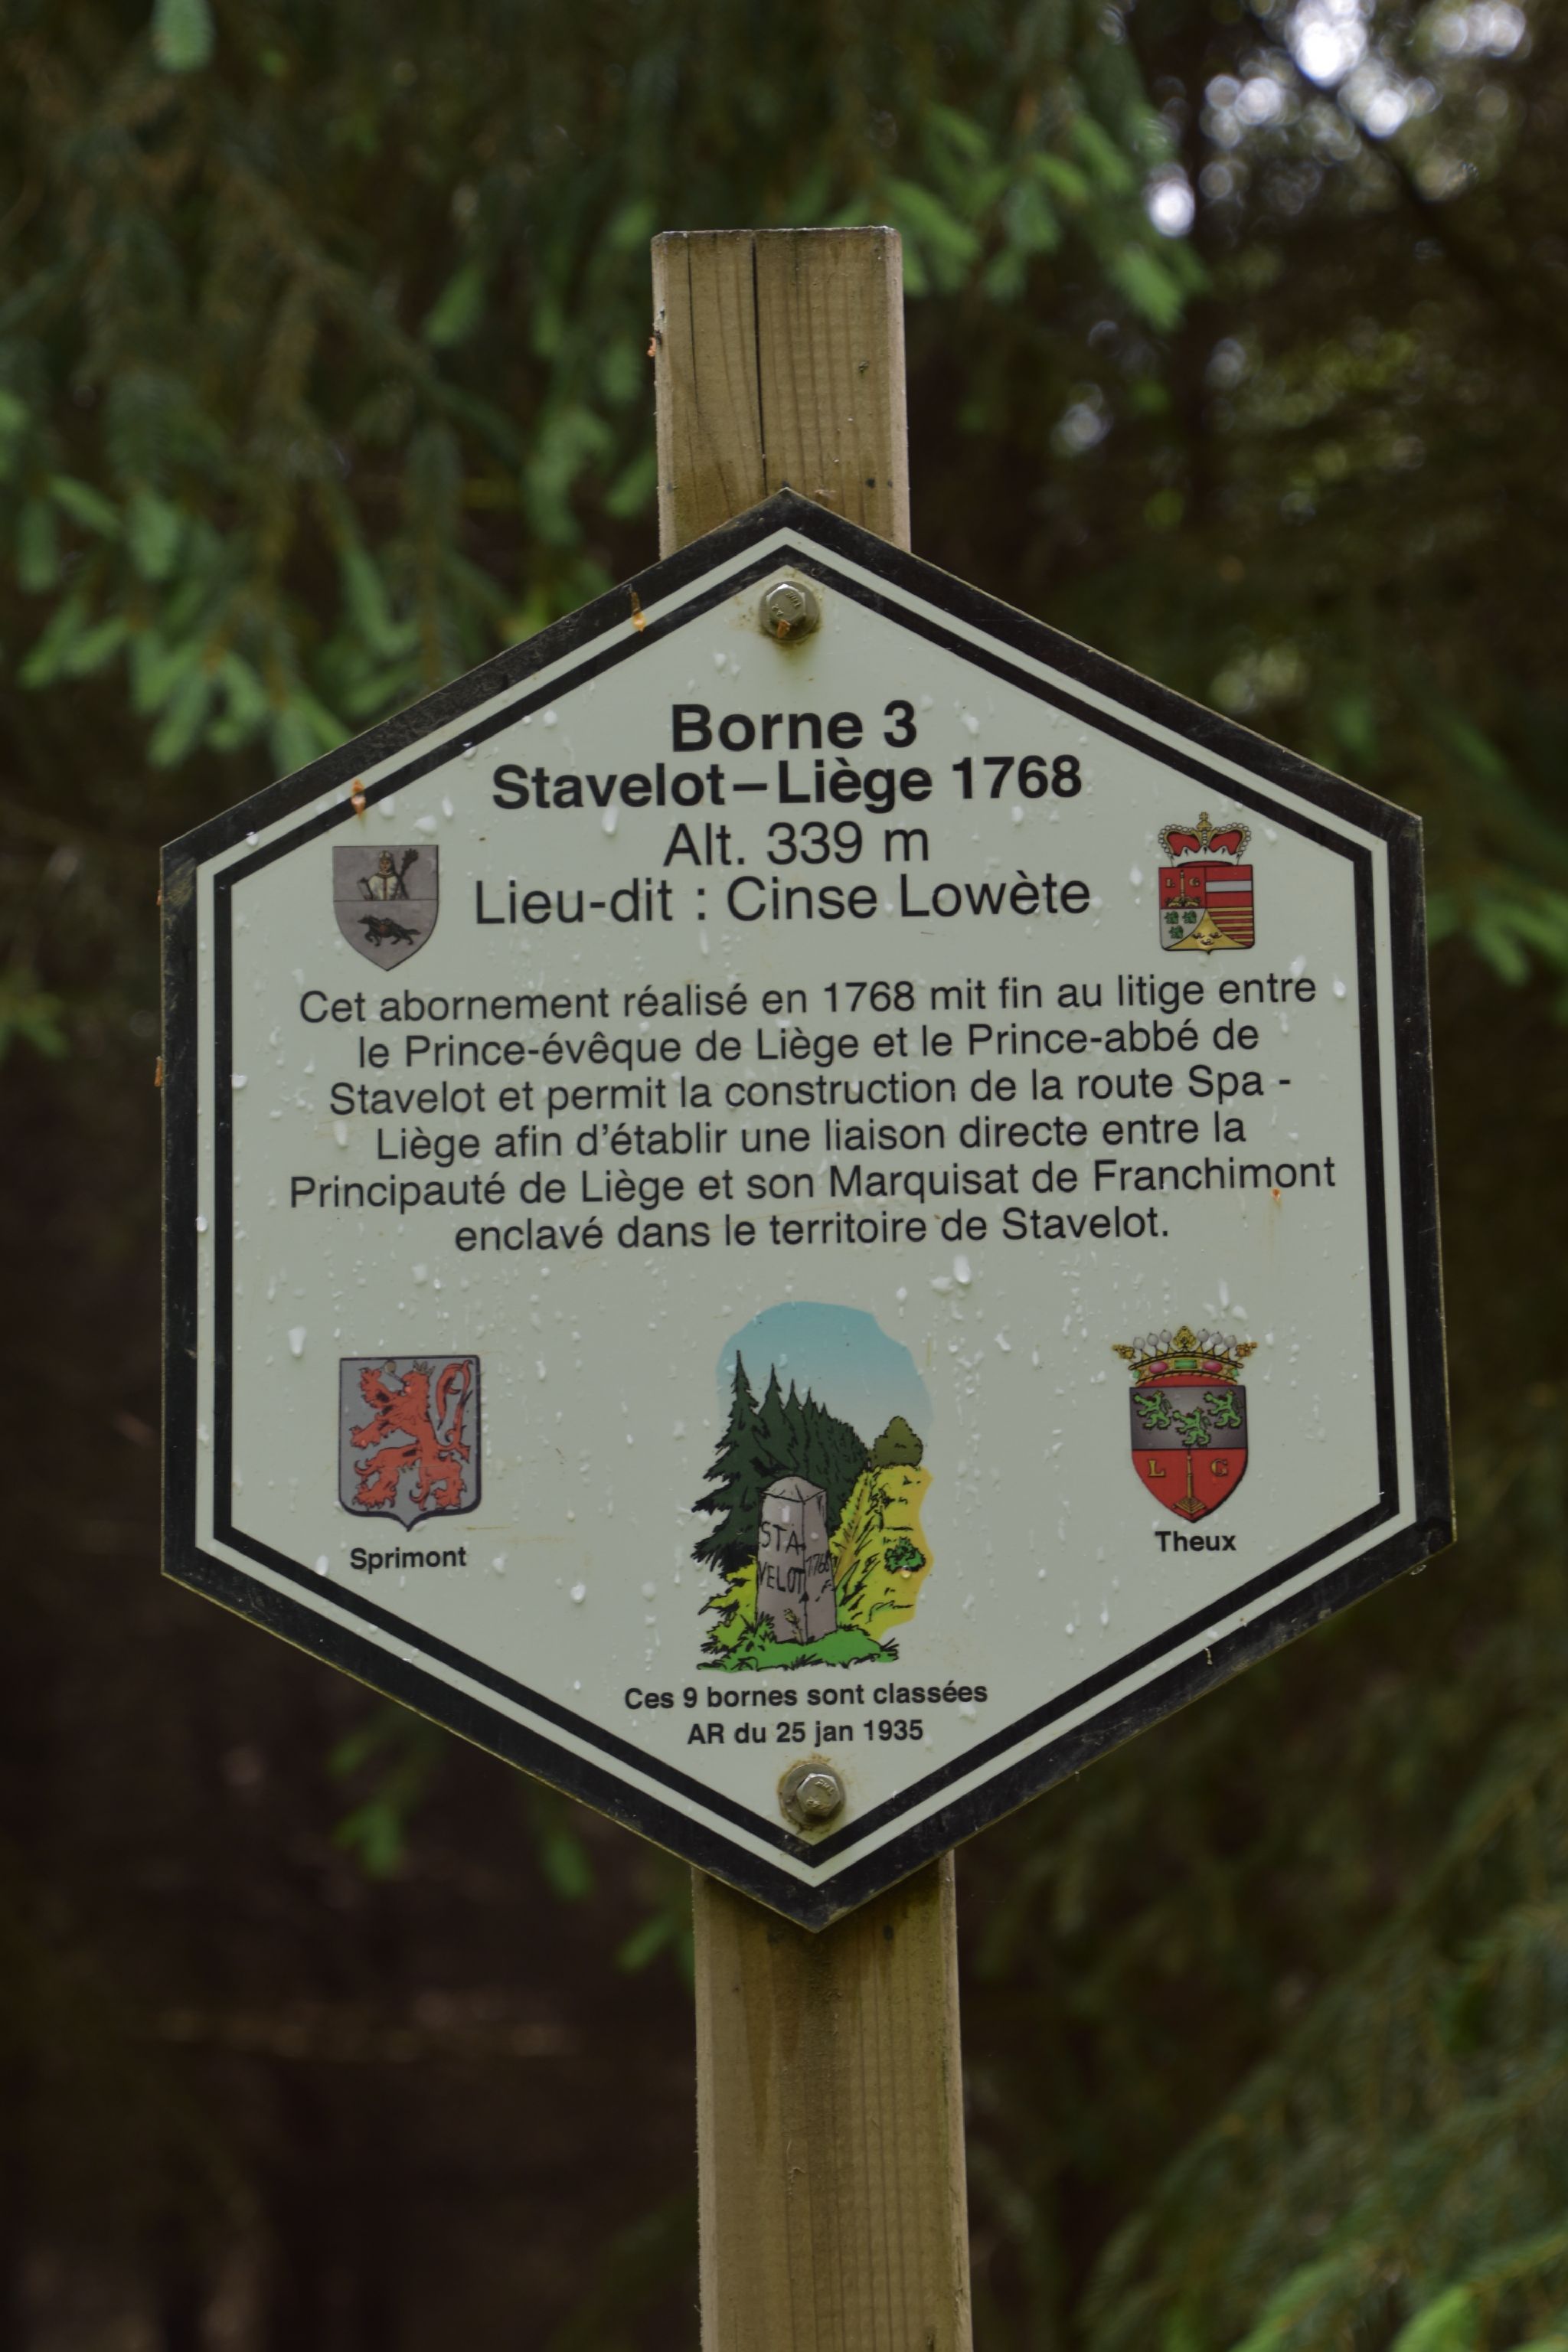 Borne 3
Stavelot–Liège 1768
Alt. 339 m
Lieu-dit : Cinse Lowète
L G
Cet abornement réalisé en 1768 mit fin au litige entre
le Prince-évêque de Liège et le Prince-abbé de
Stavelot et permit la construction de la route Spa -
Liège afin d'établir une liaison directe entre la
Principauté de Liège et son Marquisat de Franchimont
enclavé dans le territoire de Stavelot.
L G
Sprimont
STA
VELOT
1768
Theux
Ces 9 bornes sont classées
AR du 25 jan 1935